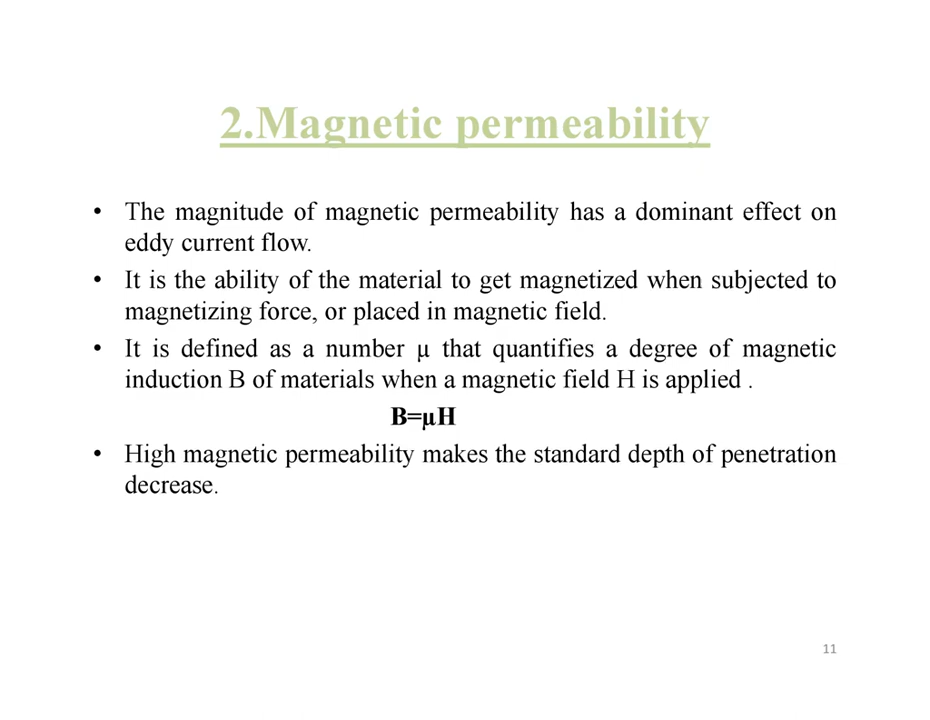 2.Magnetic permeability
• The magnitude of magnetic permeability has a dominant effect on
eddy current flow.
• It is the ability of the material to get magnetized when subjected to
magnetizing force, or placed in magnetic field.
• It is defined as a number μ that quantifies a degree of magnetic
induction B of materials when a magnetic field H is applied .
B=μH
• High magnetic permeability makes the standard depth of penetration
decrease.
11